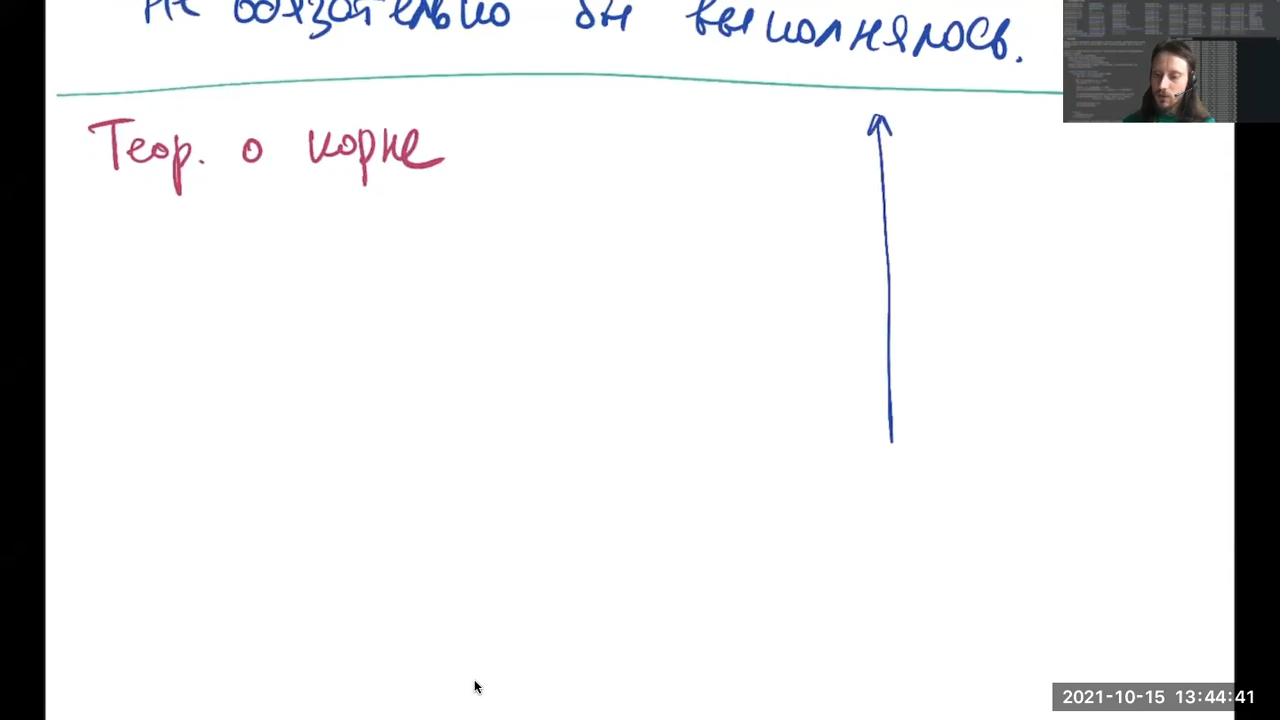 не обязательно бы выполнялось.
Теор. о корне
2021-10-15 13:44:41